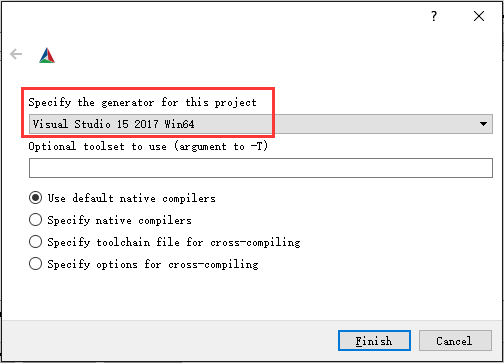 ?
Specify the generator for this project
Visual Studio 15 2017 Win64
Optional toolset to use (argument to -T)
Use default native compilers
Specify native compilers
Specify toolchain file for cross-compiling
Specify options for cross-compiling
Finish
Cancel